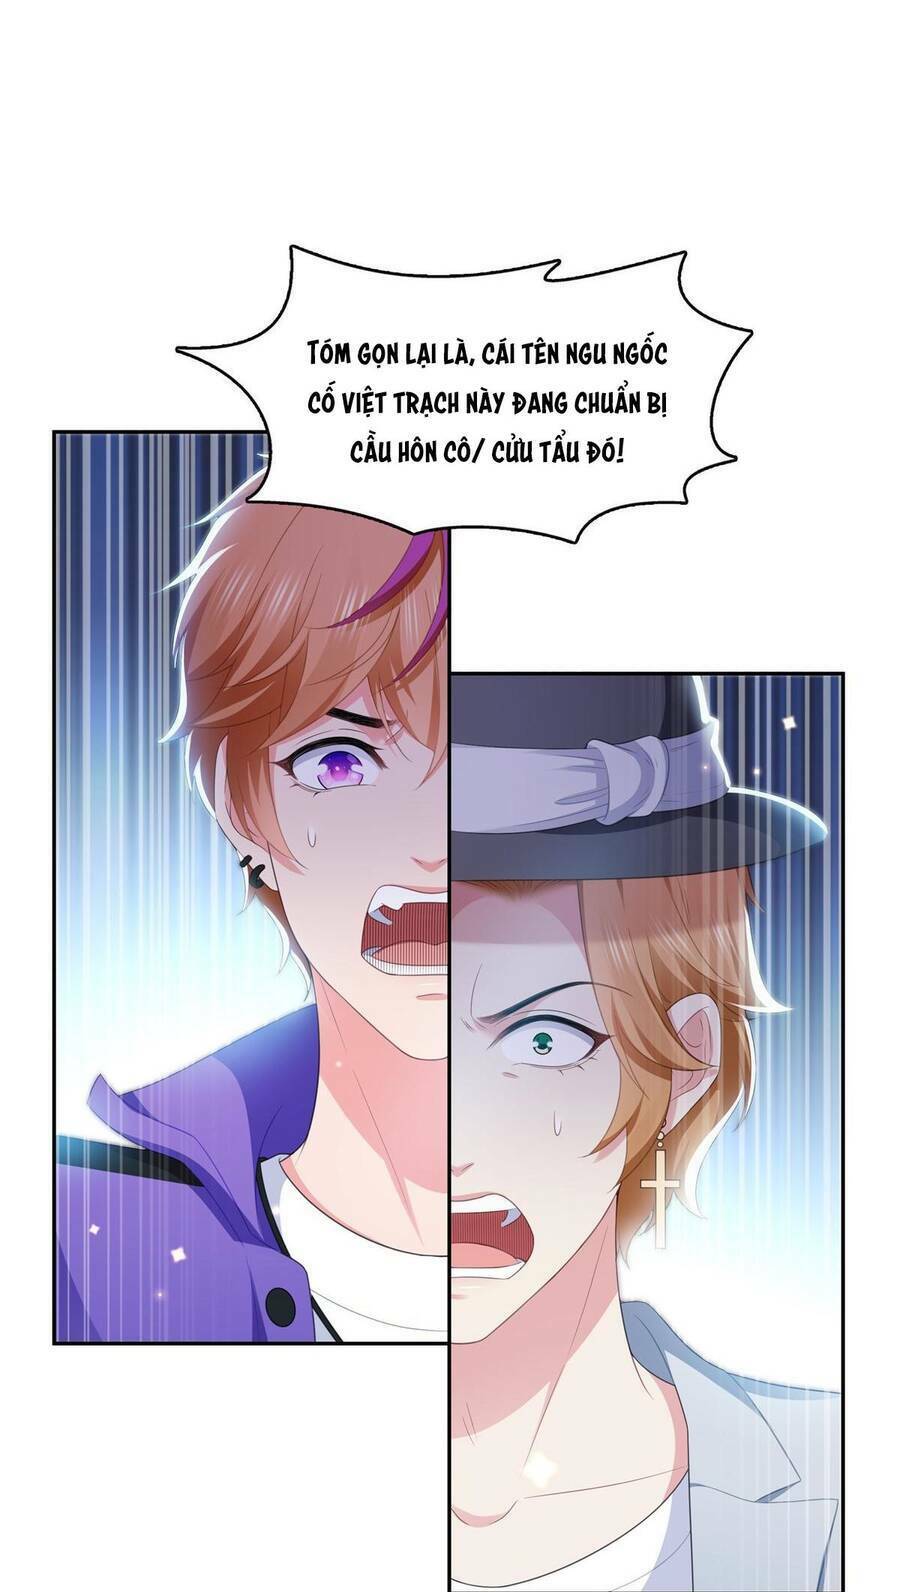 TÓM GỌN LẠI LÀ, CÁI TÊN NGU NGỐC
CỐ VIỆT TRẠCH NÀY ĐANG CHUẨN BỊ
CẦU HÔN CÔ/ CỬU TẨU ĐÓ!